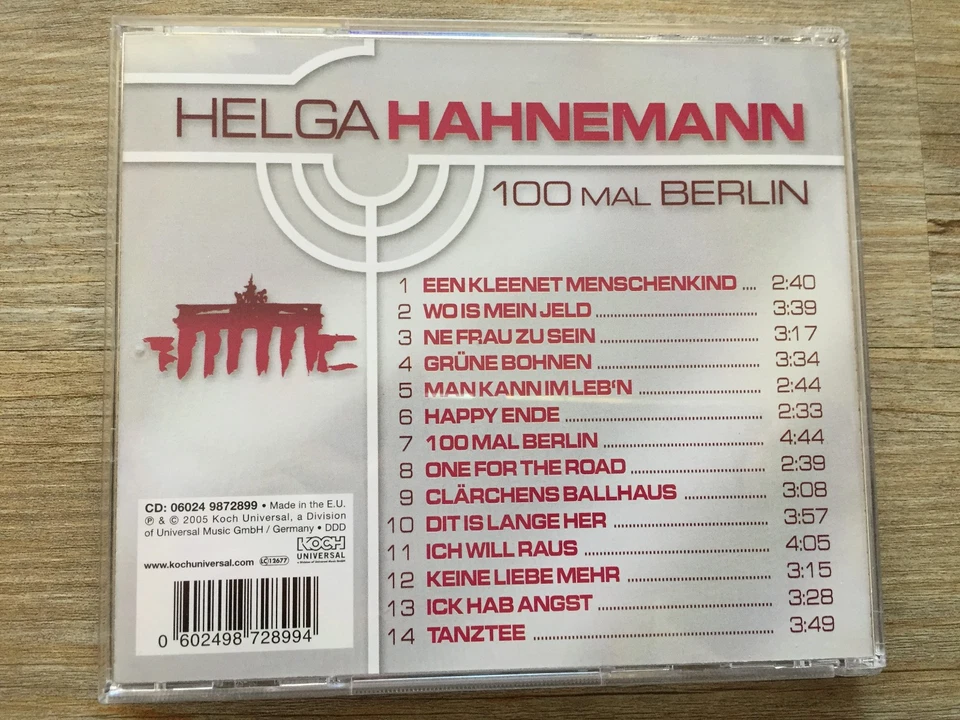 HELGA HAHNEMANN
100 MAL BERLIN
1 EEN KLEENET MENSCHENKIND .... 2:40
2 WO IS MEIN JELD ............ 3:39
3 NE FRAU ZU SEIN ............ 3:17
4 GRÜNE BOHNEN ............ 3:34
5 MAN KANN IM LEB'N ............ 2:44
6 HAPPY ENDE ............ 2:33
7 100 MAL BERLIN ............ 4:44
8 ONE FOR THE ROAD ............ 2:39
9 CLÄRCHENS BALLHAUS ............ 3:08
10 DIT IS LANGE HER ............ 3:57
11 ICH WILL RAUS ............ 4:05
12 KEINE LIEBE MEHR ............ 3:15
13 ICK HAB ANGST ............ 3:28
14 TANZTEE ............ 3:49
CD: 06024 9872899 • Made in the E.U.
℗ & © 2005 Koch Universal, a Division
of Universal Music GmbH / Germany • DDD
KOCH
UNIVERSAL
www.kochuniversal.com LC 12677
0 602498 728994